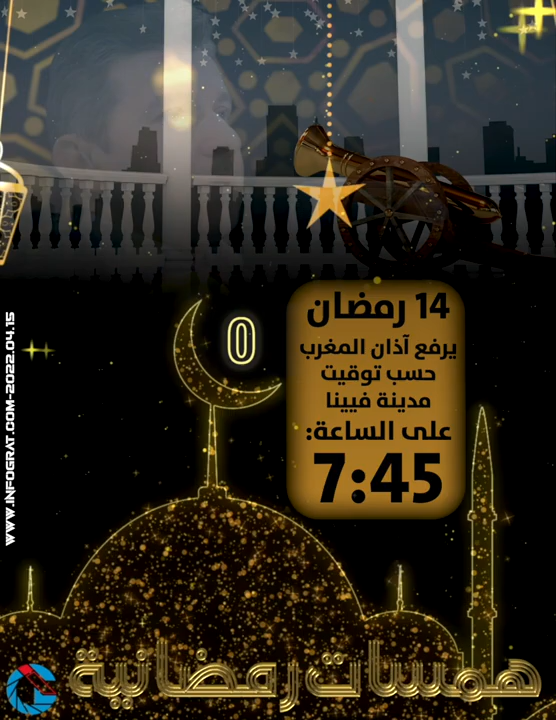 0
14 رمضان
يرفع آذان المغرب
حسب توقيت
مدينة فيينا
على الساعة:
7:45
WWW.INFOGRAT.COM-2022.04.15
همسات رمضانية